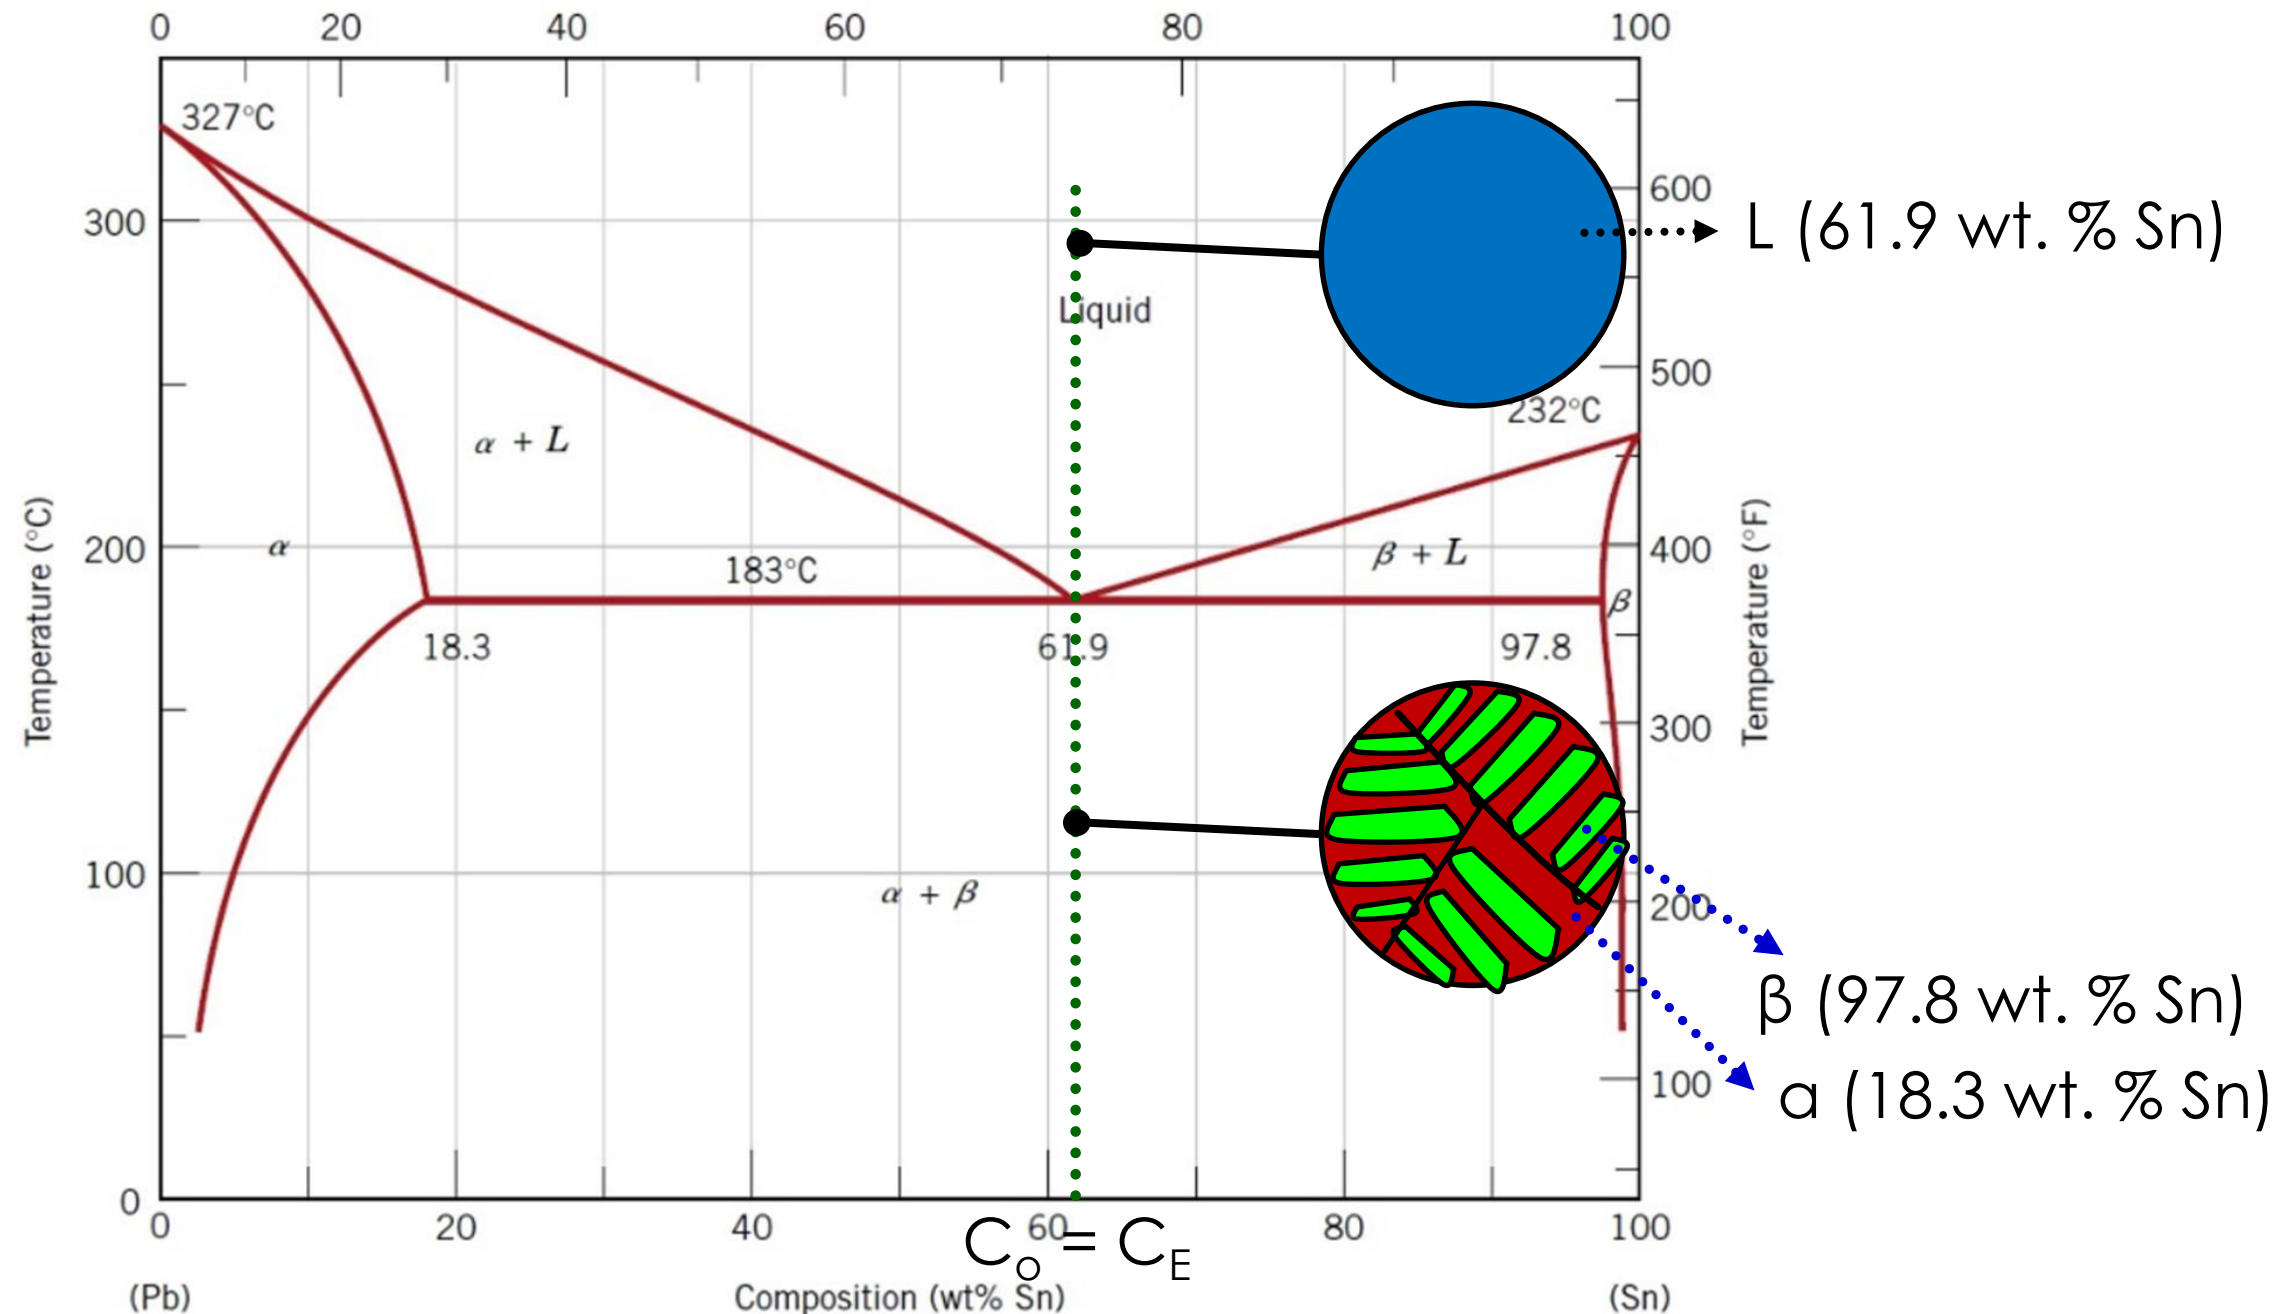 0 20 40 60 80 100
327°C
600
300
L (61.9 wt. % Sn)
Liquid
500
232°C
α + L
Temperature (°C)
Temperature (°F)
200
α
183°C
β + L
400
β
18.3
61.9
97.8
300
100
α + β
200
β (97.8 wt. % Sn)
α (18.3 wt. % Sn)
100
0
0 20 40 60 80 100
C_O = C_E
(Pb) Composition (wt% Sn) (Sn)